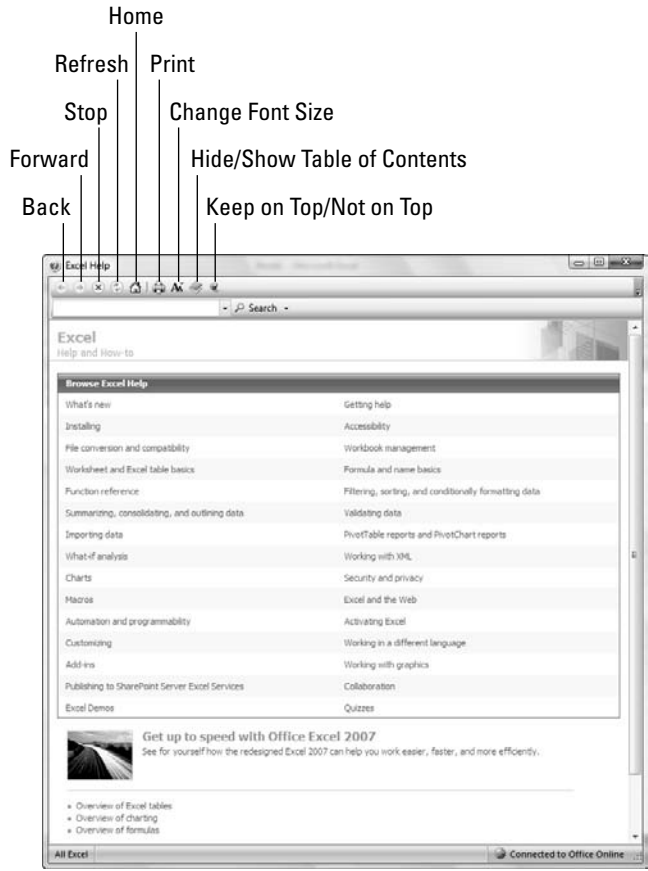 Home
Refresh Print
Stop Change Font Size
Forward Hide/Show Table of Contents
Back Keep on Top/Not on Top
Excel Help
Search
Excel
Help and How-to
Browse Excel Help
What's new Getting help
Installing Accessibility
File conversion and compatibility Workbook management
Worksheet and Excel table basics Formula and name basics
Function reference Filtering, sorting, and conditionally formatting data
Summarizing, consolidating, and outlining data Validating data
Importing data PivotTable reports and PivotChart reports
What-if analysis Working with XML
Charts Security and privacy
Macros Excel and the Web
Automation and programmability Activating Excel
Customizing Working in a different language
Add-ins Working with graphics
Publishing to SharePoint Server Excel Services Collaboration
Excel Demos Quizzes
Get up to speed with Office Excel 2007
See for yourself how the redesigned Excel 2007 can help you work easier, faster, and more efficiently.
Overview of Excel tables
Overview of charting
Overview of formulas
All Excel Connected to Office Online